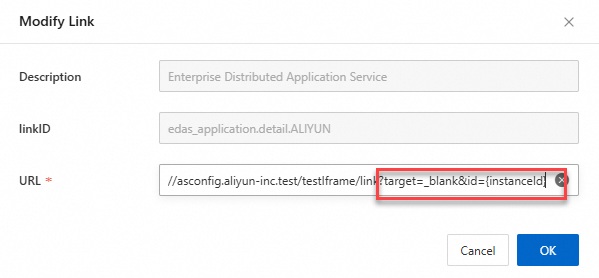 Modify Link
Description
Enterprise Distributed Application Service
linkID
edas_application.detail.ALIYUN
URL *
//asconfig.aliyun-inc.test/testIframe/link?target=_blank&id={instanceId}
Cancel
OK